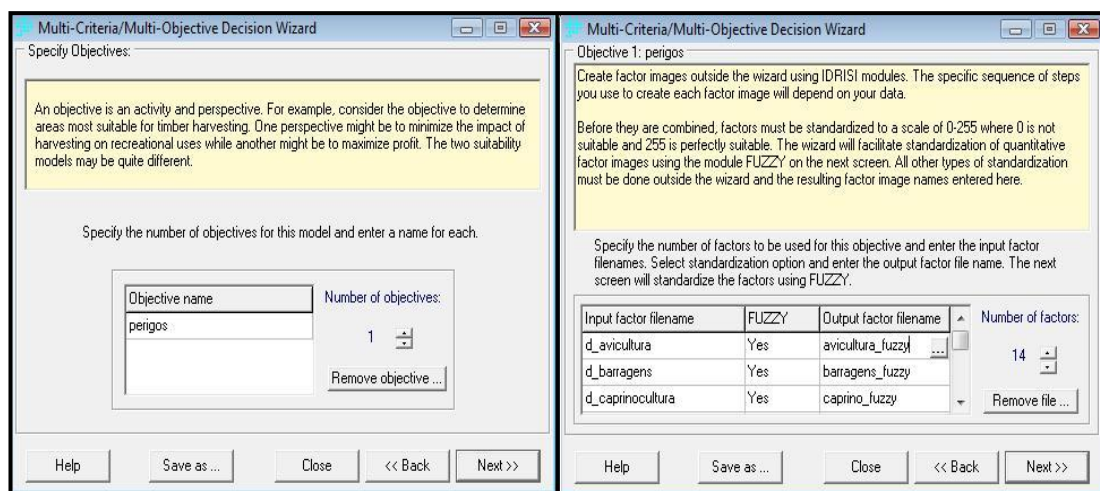 Multi-Criteria/Multi-Objective Decision Wizard
Specify Objectives:
An objective is an activity and perspective. For example, consider the objective to determine
areas most suitable for timber harvesting. One perspective might be to minimize the impact of
harvesting on recreational uses while another might be to maximize profit. The two suitability
models may be quite different.
Specify the number of objectives for this model and enter a name for each.
Objective name
perigos
Number of objectives:
1
Remove objective ...
Help
Save as ...
Close
<< Back
Next >>
Multi-Criteria/Multi-Objective Decision Wizard
Objective 1: perigos
Create factor images outside the wizard using IDRISI modules. The specific sequence of steps
you use to create each factor image will depend on your data.
Before they are combined, factors must be standardized to a scale of 0-255 where 0 is not
suitable and 255 is perfectly suitable. The wizard will facilitate standardization of quantitative
factor images using the module FUZZY on the next screen. All other types of standardization
must be done outside the wizard and the resulting factor image names entered here.
Specify the number of factors to be used for this objective and enter the input factor
filenames. Select standardization option and enter the output factor file name. The next
screen will standardize the factors using FUZZY.
Input factor filename FUZZY Output factor filename
d_avicultura Yes avicultura_fuzzy ...
d_barragens Yes barragens_fuzzy
d_caprinocultura Yes caprino_fuzzy
Number of factors:
14
Remove file ...
Help
Save as ...
Close
<< Back
Next >>